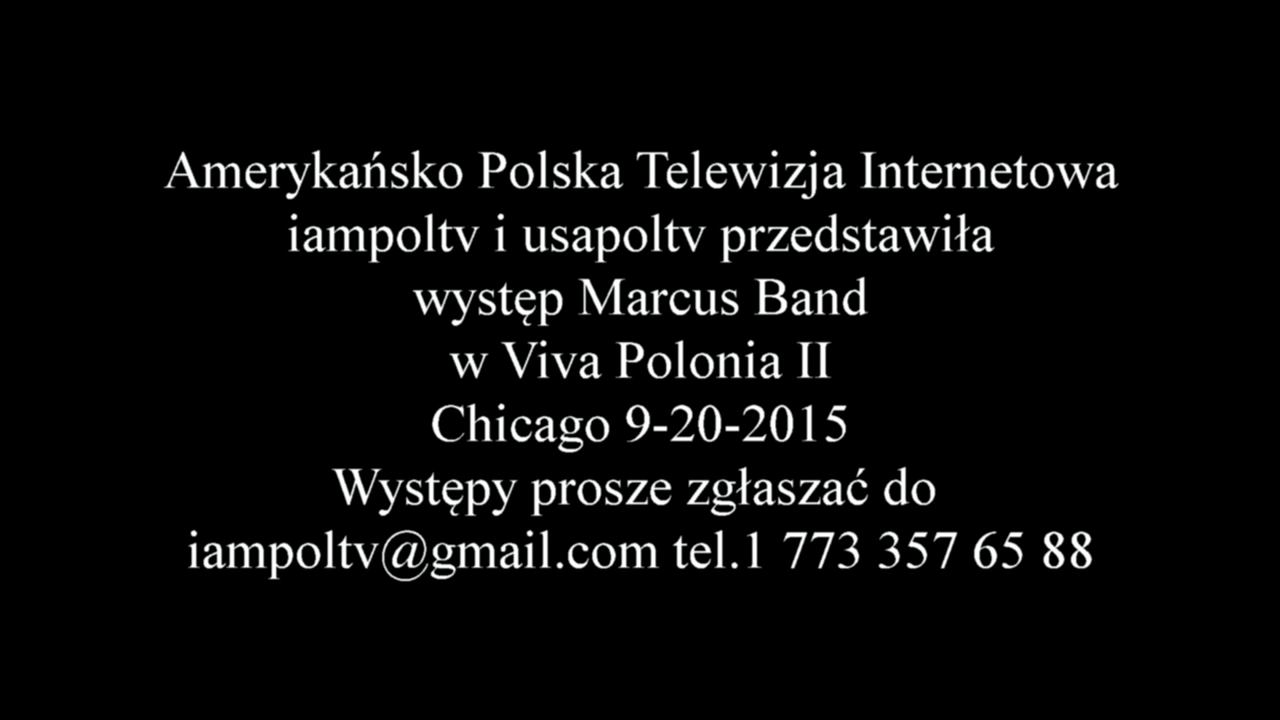 Amerykańsko Polska Telewizja Internetowa
iampoltv i usapoltv przedstawiła
występ Marcus Band
w Viva Polonia II
Chicago 9-20-2015
Występy prosze zgłaszać do
iampoltv@gmail.com tel.1 773 357 65 88